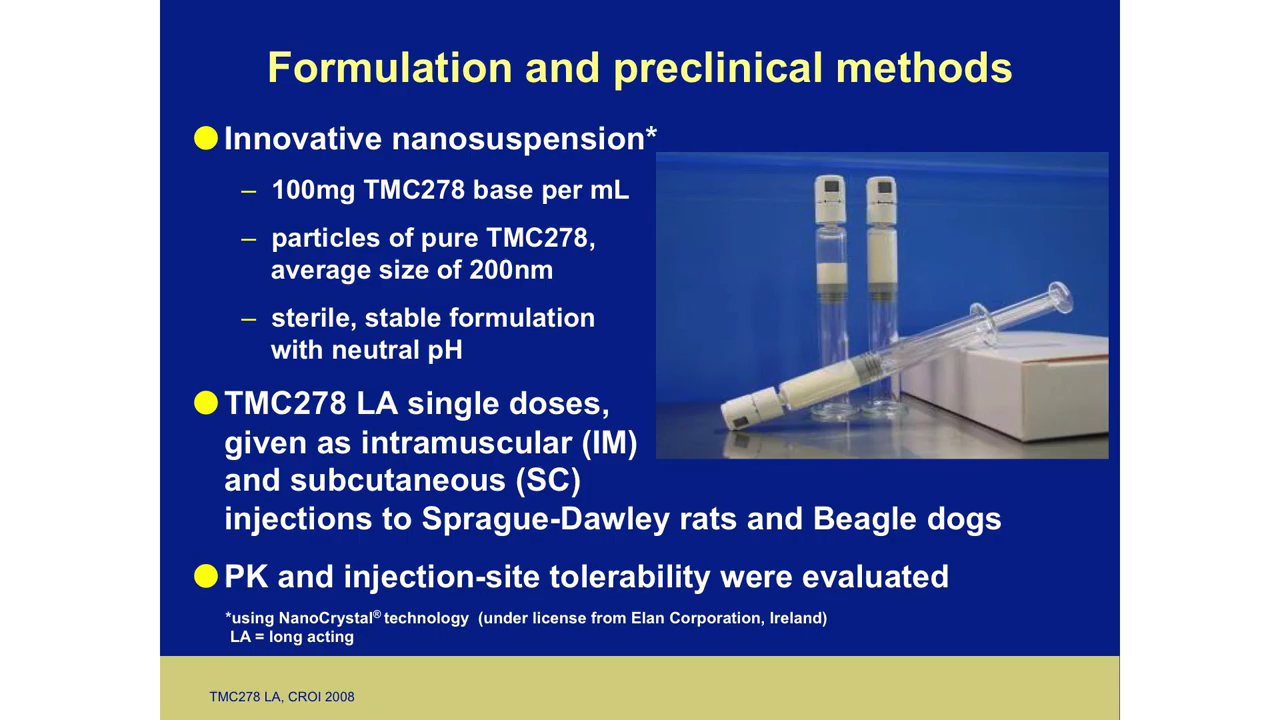 Formulation and preclinical methods
Innovative nanosuspension*
– 100mg TMC278 base per mL
– particles of pure TMC278,
average size of 200nm
– sterile, stable formulation
with neutral pH
TMC278 LA single doses,
given as intramuscular (IM)
and subcutaneous (SC)
injections to Sprague-Dawley rats and Beagle dogs
PK and injection-site tolerability were evaluated
*using NanoCrystal® technology (under license from Elan Corporation, Ireland)
LA = long acting
TMC278 LA, CROI 2008